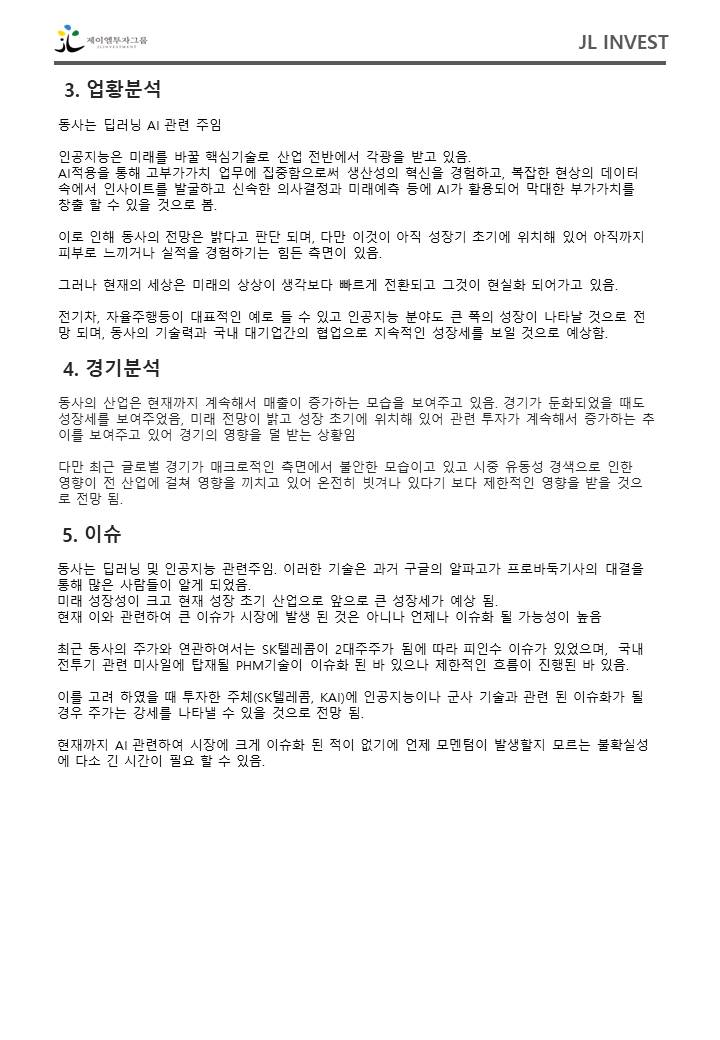 제이엘투자그룹
JLINVESTMENT
JL INVEST
3. 업황분석
동사는 딥러닝 AI 관련 주임
인공지능은 미래를 바꿀 핵심기술로 산업 전반에서 각광을 받고 있음.
AI적용을 통해 고부가가치 업무에 집중함으로써 생산성의 혁신을 경험하고, 복잡한 현상의 데이터
속에서 인사이트를 발굴하고 신속한 의사결정과 미래예측 등에 AI가 활용되어 막대한 부가가치를
창출 할 수 있을 것으로 봄.
이로 인해 동사의 전망은 밝다고 판단 되며, 다만 이것이 아직 성장기 초기에 위치해 있어 아직까지
피부로 느끼거나 실적을 경험하기는 힘든 측면이 있음.
그러나 현재의 세상은 미래의 상상이 생각보다 빠르게 전환되고 그것이 현실화 되어가고 있음.
전기차, 자율주행등이 대표적인 예로 들 수 있고 인공지능 분야도 큰 폭의 성장이 나타날 것으로 전
망 되며, 동사의 기술력과 국내 대기업간의 협업으로 지속적인 성장세를 보일 것으로 예상함.
4. 경기분석
동사의 산업은 현재까지 계속해서 매출이 증가하는 모습을 보여주고 있음. 경기가 둔화되었을 때도
성장세를 보여주었음, 미래 전망이 밝고 성장 초기에 위치해 있어 관련 투자가 계속해서 증가하는 추
이를 보여주고 있어 경기의 영향을 덜 받는 상황임
다만 최근 글로벌 경기가 매크로적인 측면에서 불안한 모습이고 있고 시중 유동성 경색으로 인한
영향이 전 산업에 걸쳐 영향을 끼치고 있어 온전히 빗겨나 있다기 보다 제한적인 영향을 받을 것으
로 전망 됨.
5. 이슈
동사는 딥러닝 및 인공지능 관련주임. 이러한 기술은 과거 구글의 알파고가 프로바둑기사의 대결을
통해 많은 사람들이 알게 되었음.
미래 성장성이 크고 현재 성장 초기 산업으로 앞으로 큰 성장세가 예상 됨.
현재 이와 관련하여 큰 이슈가 시장에 발생 된 것은 아니나 언제나 이슈화 될 가능성이 높음
최근 동사의 주가와 연관하여서는 SK텔레콤이 2대주주가 됨에 따라 피인수 이슈가 있었으며, 국내
전투기 관련 미사일에 탑재될 PHM기술이 이슈화 된 바 있으나 제한적인 흐름이 진행된 바 있음.
이를 고려 하였을 때 투자한 주체(SK텔레콤, KAI)에 인공지능이나 군사 기술과 관련 된 이슈화가 될
경우 주가는 강세를 나타낼 수 있을 것으로 전망 됨.
현재까지 AI 관련하여 시장에 크게 이슈화 된 적이 없기에 언제 모멘텀이 발생할지 모르는 불확실성
에 다소 긴 시간이 필요 할 수 있음.